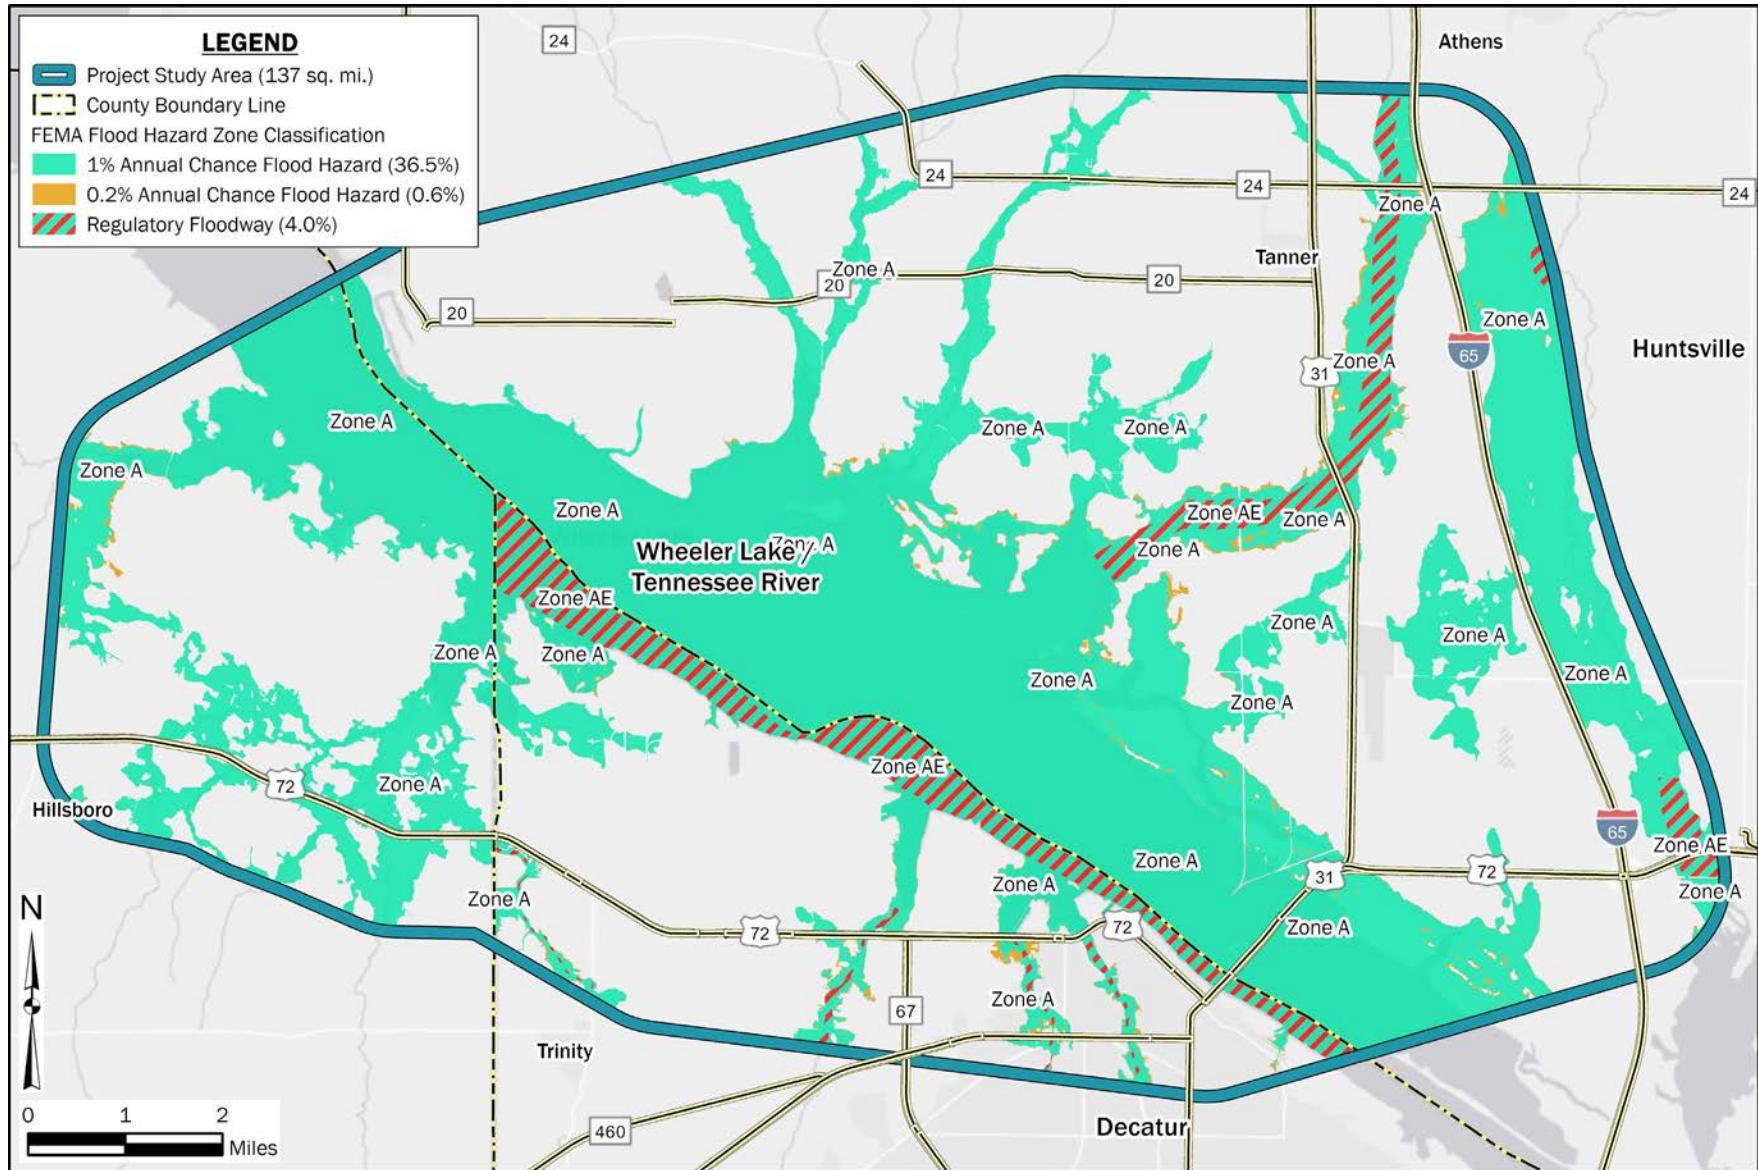 LEGEND
Project Study Area (137 sq. mi.)
County Boundary Line
FEMA Flood Hazard Zone Classification
1% Annual Chance Flood Hazard (36.5%)
0.2% Annual Chance Flood Hazard (0.6%)
Regulatory Floodway (4.0%)
24
Athens
24
24
24
Zone A
Tanner
Zone A
20
20
20
Zone A
Huntsville
65
31
Zone A
Zone A
Zone A
Zone A
Zone A
Zone A
Zone AE
Zone A
Zone A
Zone A
Wheeler Lake /
Tennessee River
Zone AE
Zone A
Zone A
Zone A
Zone A
Zone A
Zone A
Zone A
Zone AE
72
Zone A
Hillsboro
65
Zone AE
Zone A
72
31
Zone A
Zone A
Zone A
72
72
Zone A
N
Zone A
67
Trinity
0 1 2
Miles
460
Decatur